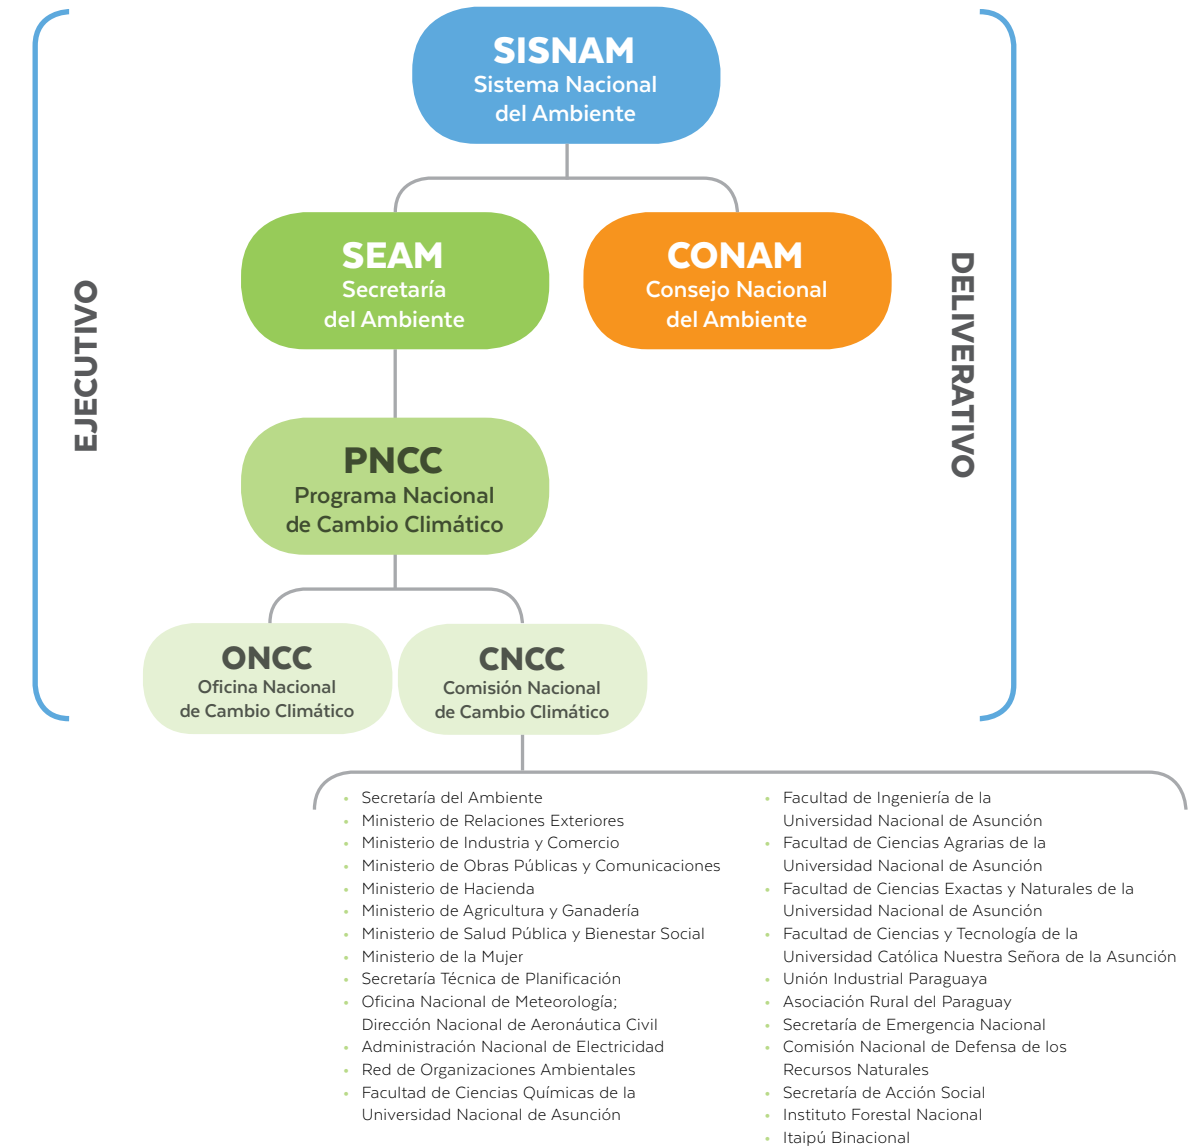 SISNAM
Sistema Nacional
del Ambiente
SEAM
Secretaría
del Ambiente
CONAM
Consejo Nacional
del Ambiente
EJECUTIVO
DELIVERATIVO
PNCC
Programa Nacional
de Cambio Climático
ONCC
Oficina Nacional
de Cambio Climático
CNCC
Comisión Nacional
de Cambio Climático
• Secretaría del Ambiente
• Ministerio de Relaciones Exteriores
• Ministerio de Industria y Comercio
• Ministerio de Obras Públicas y Comunicaciones
• Ministerio de Hacienda
• Ministerio de Agricultura y Ganadería
• Ministerio de Salud Pública y Bienestar Social
• Ministerio de la Mujer
• Secretaría Técnica de Planificación
• Oficina Nacional de Meteorología;
Dirección Nacional de Aeronáutica Civil
• Administración Nacional de Electricidad
• Red de Organizaciones Ambientales
• Facultad de Ciencias Químicas de la
Universidad Nacional de Asunción
• Facultad de Ingeniería de la
Universidad Nacional de Asunción
• Facultad de Ciencias Agrarias de la
Universidad Nacional de Asunción
• Facultad de Ciencias Exactas y Naturales de la
Universidad Nacional de Asunción
• Facultad de Ciencias y Tecnología de la
Universidad Católica Nuestra Señora de la Asunción
• Unión Industrial Paraguaya
• Asociación Rural del Paraguay
• Secretaría de Emergencia Nacional
• Comisión Nacional de Defensa de los
Recursos Naturales
• Secretaría de Acción Social
• Instituto Forestal Nacional
• Itaipú Binacional